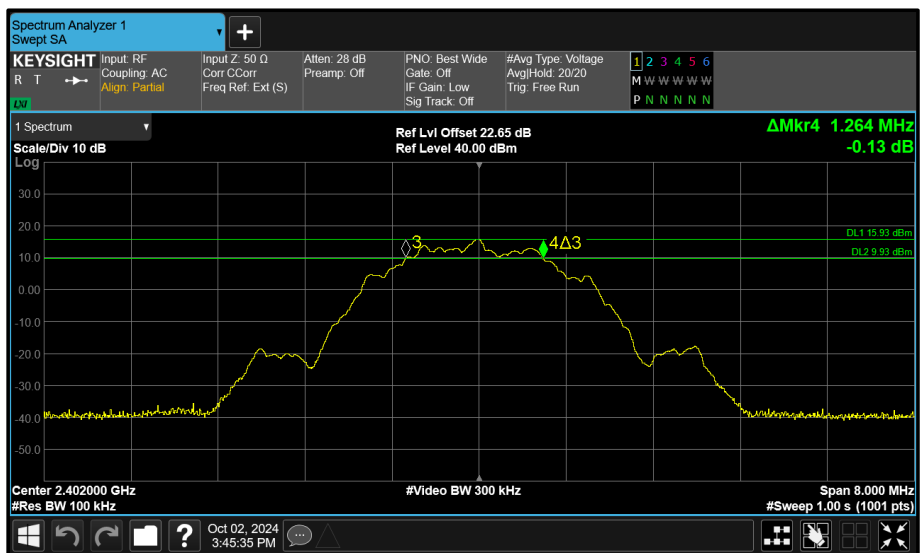 Spectrum Analyzer 1
Swept SA
KEYSIGHT
R T
LXI
Input: RF
Coupling: AC
Align: Partial
Input Z: 50 Ω
Corr CCorr
Freq Ref: Ext (S)
Atten: 28 dB
Preamp: Off
PNO: Best Wide
Gate: Off
IF Gain: Low
Sig Track: Off
#Avg Type: Voltage
Avg|Hold: 20/20
Trig: Free Run
1 2 3 4 5 6
M W W W W W
P N N N N N
1 Spectrum
Scale/Div 10 dB
Log
Ref Lvl Offset 22.65 dB
Ref Level 40.00 dBm
ΔMkr4 1.264 MHz
-0.13 dB
30.0
20.0
10.0
0.00
-10.0
-20.0
-30.0
-40.0
-50.0
3
4Δ3
DL1 15.93 dBm
DL2 9.93 dBm
Center 2.402000 GHz
#Res BW 100 kHz
#Video BW 300 kHz
Span 8.000 MHz
#Sweep 1.00 s (1001 pts)
Oct 02, 2024
3:45:35 PM